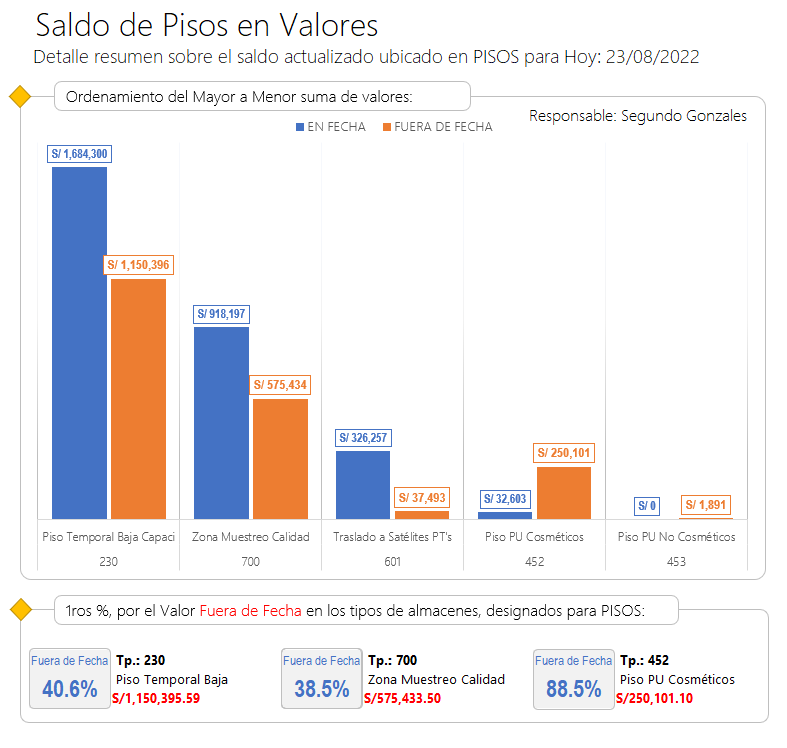 Saldo de Pisos en Valores
Detalle resumen sobre el saldo actualizado ubicado en PISOS para Hoy: 23/08/2022
Ordenamiento del Mayor a Menor suma de valores:
Responsable: Segundo Gonzales
EN FECHA FUERA DE FECHA
S/ 1,684,300
S/ 1,150,396
S/ 918,197
S/ 575,434
S/ 326,257
S/ 37,493
S/ 32,603
S/ 250,101
S/ 0
S/ 1,891
Piso Temporal Baja Capaci Zona Muestreo Calidad Traslado a Satélites PT's Piso PU Cosméticos Piso PU No Cosméticos
230 700 601 452 453
1ros %, por el Valor Fuera de Fecha en los tipos de almacenes, designados para PISOS:
Fuera de Fecha
40.6%
Tp.: 230
Piso Temporal Baja
S/1,150,395.59
Fuera de Fecha
38.5%
Tp.: 700
Zona Muestreo Calidad
S/575,433.50
Fuera de Fecha
88.5%
Tp.: 452
Piso PU Cosméticos
S/250,101.10